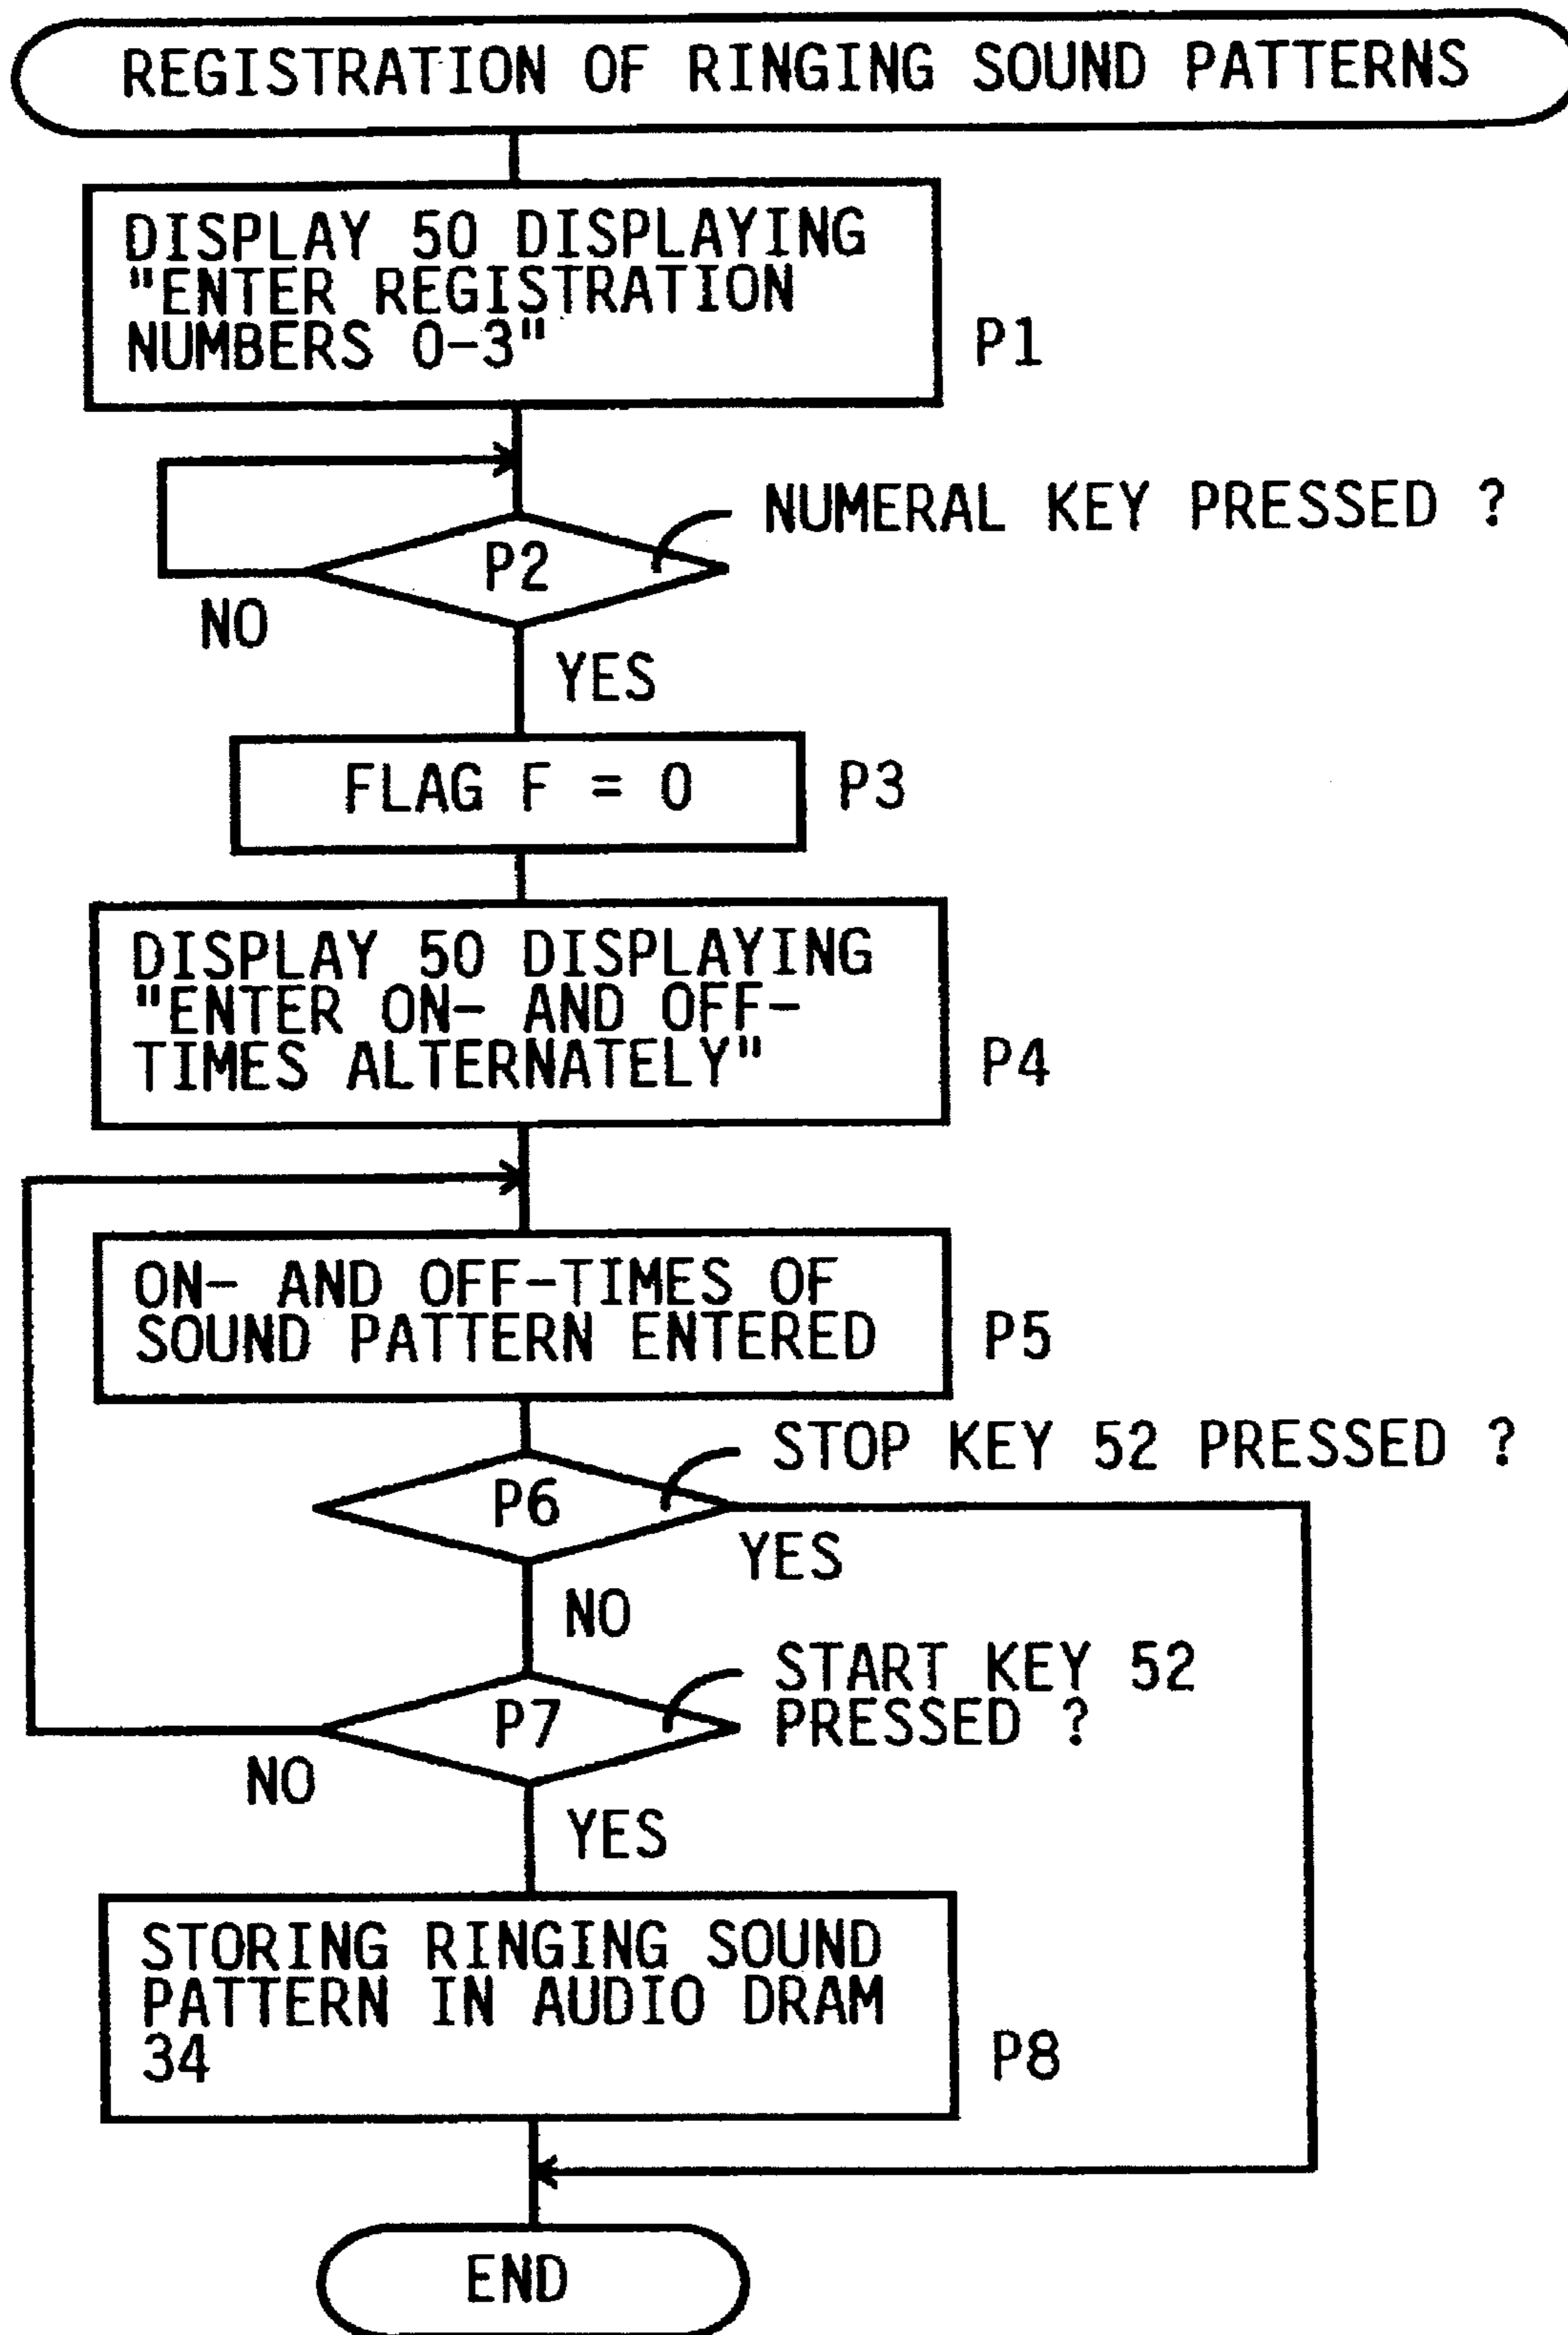 REGISTRATION OF RINGING SOUND PATTERNS
DISPLAY 50 DISPLAYING
"ENTER REGISTRATION
NUMBERS 0-3"
P1
NUMERAL KEY PRESSED ?
P2
NO
YES
FLAG F = 0
P3
DISPLAY 50 DISPLAYING
"ENTER ON- AND OFF-
TIMES ALTERNATELY"
P4
ON- AND OFF-TIMES OF
SOUND PATTERN ENTERED
P5
STOP KEY 52 PRESSED ?
P6
YES
NO
START KEY 52
PRESSED ?
P7
NO
YES
STORING RINGING SOUND
PATTERN IN AUDIO DRAM
34
P8
END